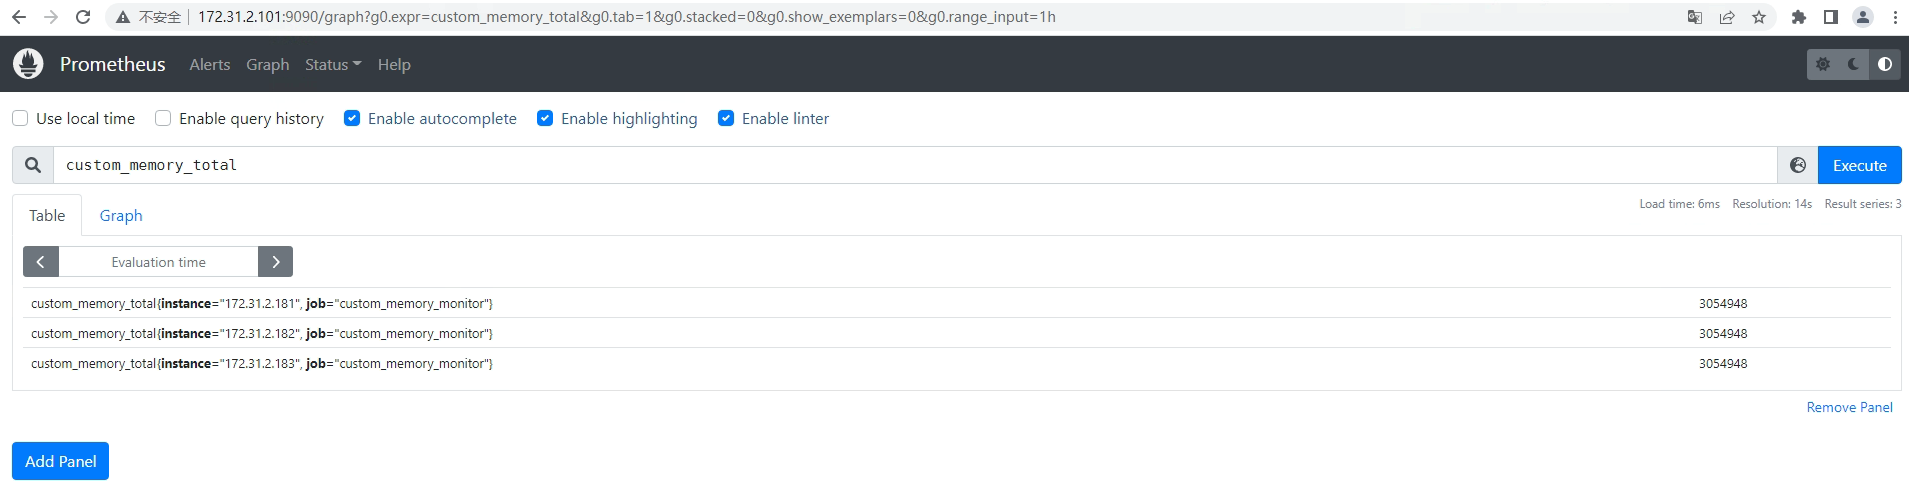 不安全 172.31.2.101:9090/graph?g0.expr=custom_memory_total&g0.tab=1&g0.stacked=0&g0.show_exemplars=0&g0.range_input=1h
Prometheus Alerts Graph Status Help
Use local time Enable query history Enable autocomplete Enable highlighting Enable linter
custom_memory_total Execute
Table Graph Load time: 6ms Resolution: 14s Result series: 3
Evaluation time
custom_memory_total{instance="172.31.2.181", job="custom_memory_monitor"} 3054948
custom_memory_total{instance="172.31.2.182", job="custom_memory_monitor"} 3054948
custom_memory_total{instance="172.31.2.183", job="custom_memory_monitor"} 3054948
Remove Panel
Add Panel